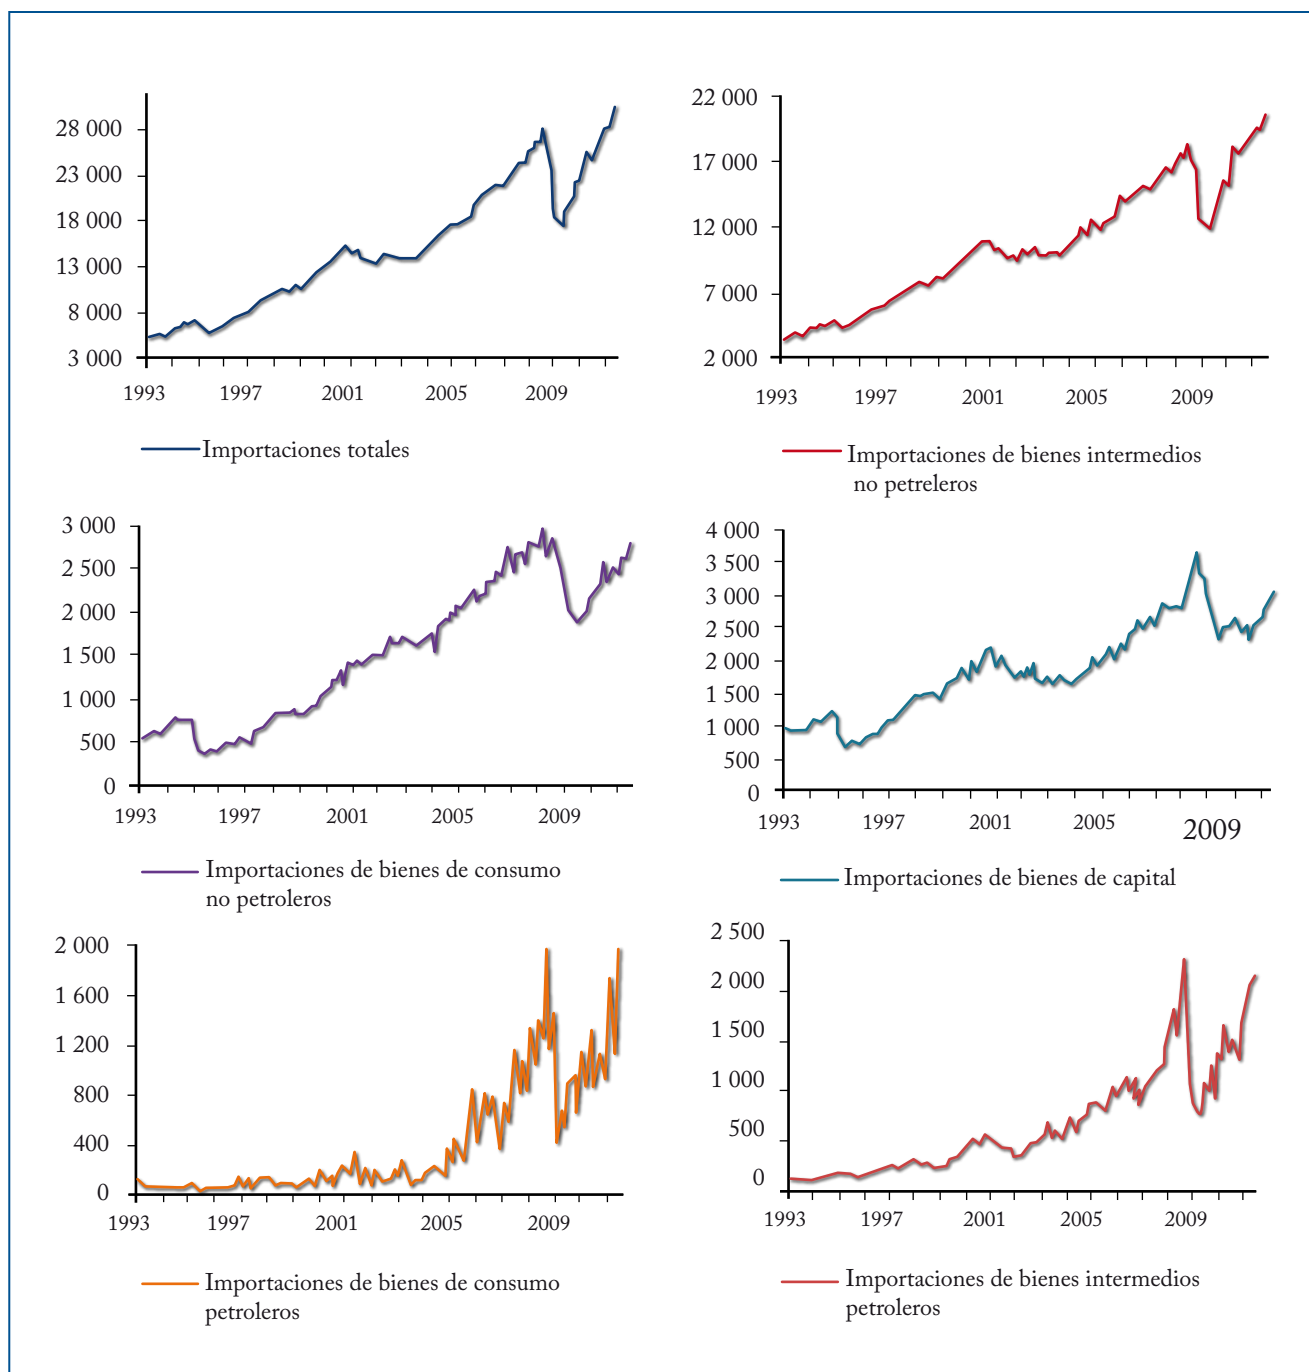 28 000
23 000
18 000
13 000
8 000
3 000
1993 1997 2001 2005 2009
Importaciones totales
22 000
17 000
12 000
7 000
2 000
1993 1997 2001 2005 2009
Importaciones de bienes intermedios
no petreleros
3 000
2 500
2 000
1 500
1 000
500
0
1993 1997 2001 2005 2009
Importaciones de bienes de consumo
no petroleros
4 000
3 500
3 000
2 500
2 000
1 500
1 000
500
0
1993 1997 2001 2005 2009
Importaciones de bienes de capital
2 000
1 600
1 200
800
400
0
1993 1997 2001 2005 2009
Importaciones de bienes de consumo
petroleros
2 500
2 000
1 500
1 000
500
0
1993 1997 2001 2005 2009
Importaciones de bienes intermedios
petroleros